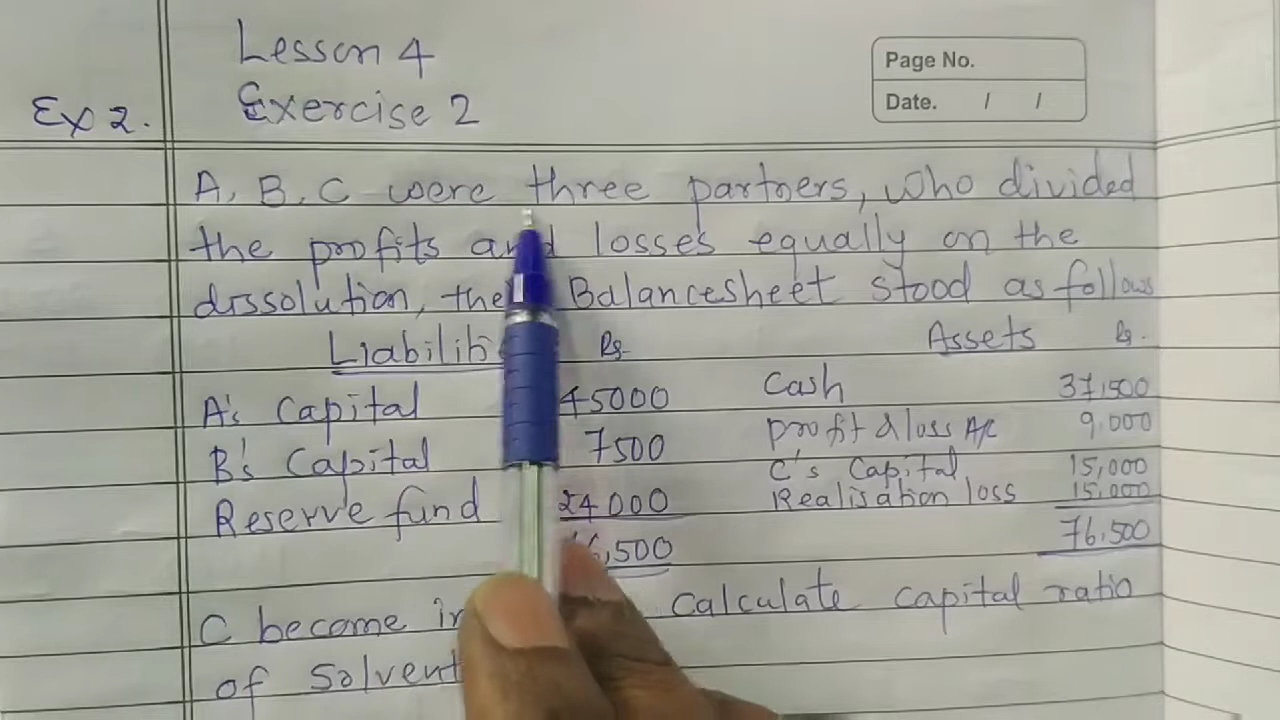 Lesson 4
Page No.
Ex 2. Exercise 2
Date. / /
A, B, C were three partners, who divided
the profits and losses equally on the
dissolution, the Balancesheet stood as follows
Rs. Assets Rs.
A's Capital 45000 Cash 37,500
B's Capital 7500 profit & loss A/c 9,000
C's Capital 15,000
Reserve fund 24000 Realisation loss 15,000
76,500
C become calculate capital ratio
of